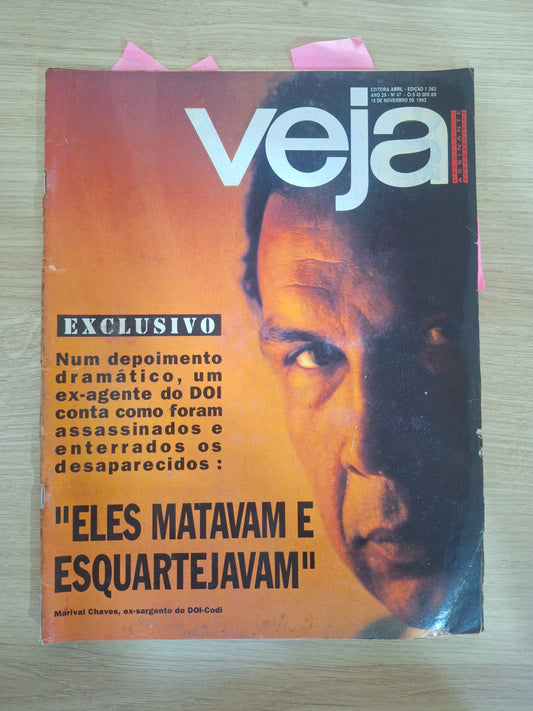 EDITORA ABRIL - EDIÇÃO 1 262
ANO 25 - Nº 47 - Cr$ 45 000,00
18 DE NOVEMBRO DE 1992
veja
ASSINANTE
EXCLUSIVO
Num depoimento
dramático, um
ex-agente do DOI
conta como foram
assassinados e
enterrados os
desaparecidos :
"ELES MATAVAM E
ESQUARTEJAVAM"
Marival Chaves, ex-sargento do DOI-Codi